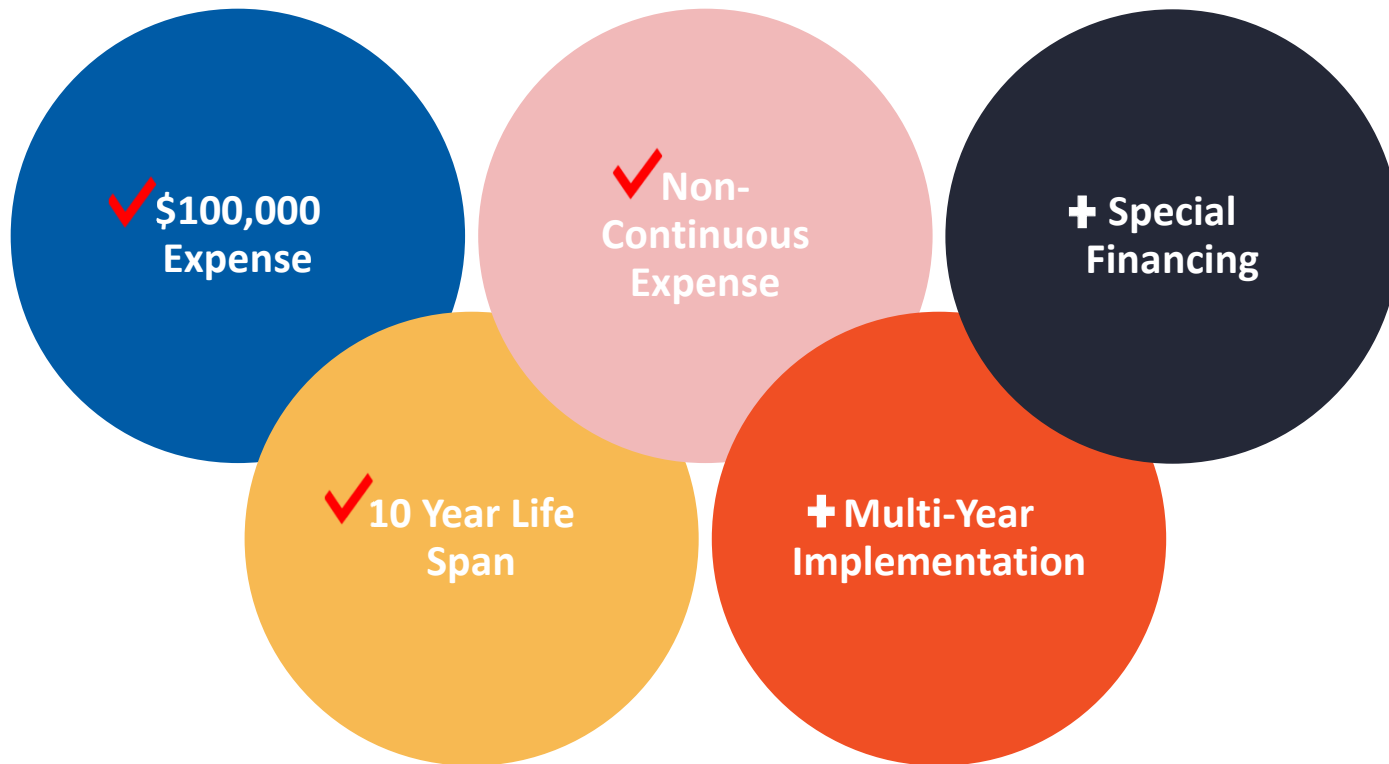 ✓$100,000
Expense
✓10 Year Life
Span
✓Non-
Continuous
Expense
+ Multi-Year
Implementation
+ Special
Financing